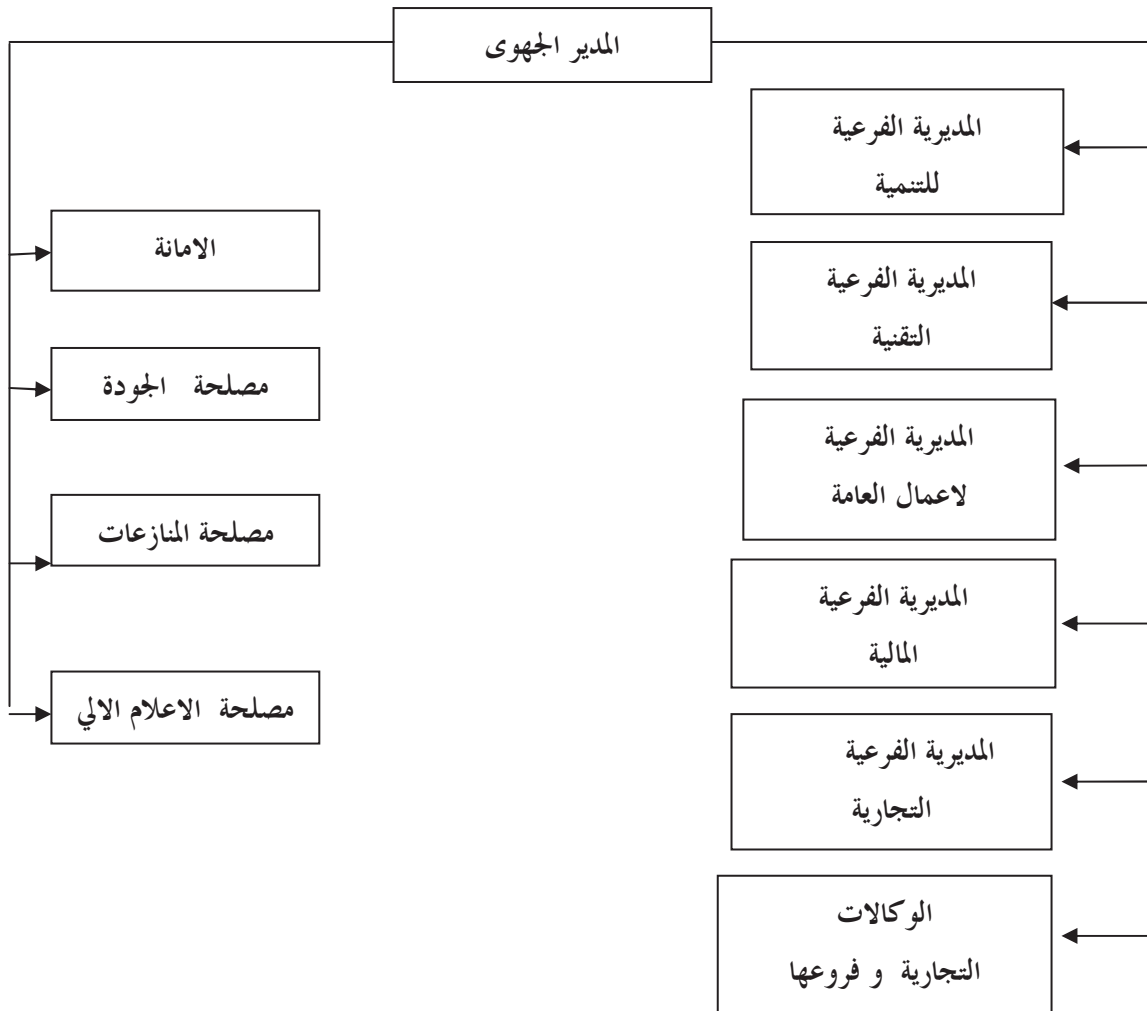 المدير الجهوى
المديرية الفرعية
للتنمية
المديرية الفرعية
التقنية
المديرية الفرعية
لاعمال العامة
المديرية الفرعية
المالية
المديرية الفرعية
التجارية
الوكالات
التجارية و فروعها
الامانة
مصلحة الجودة
مصلحة المنازعات
مصلحة الاعلام الالي